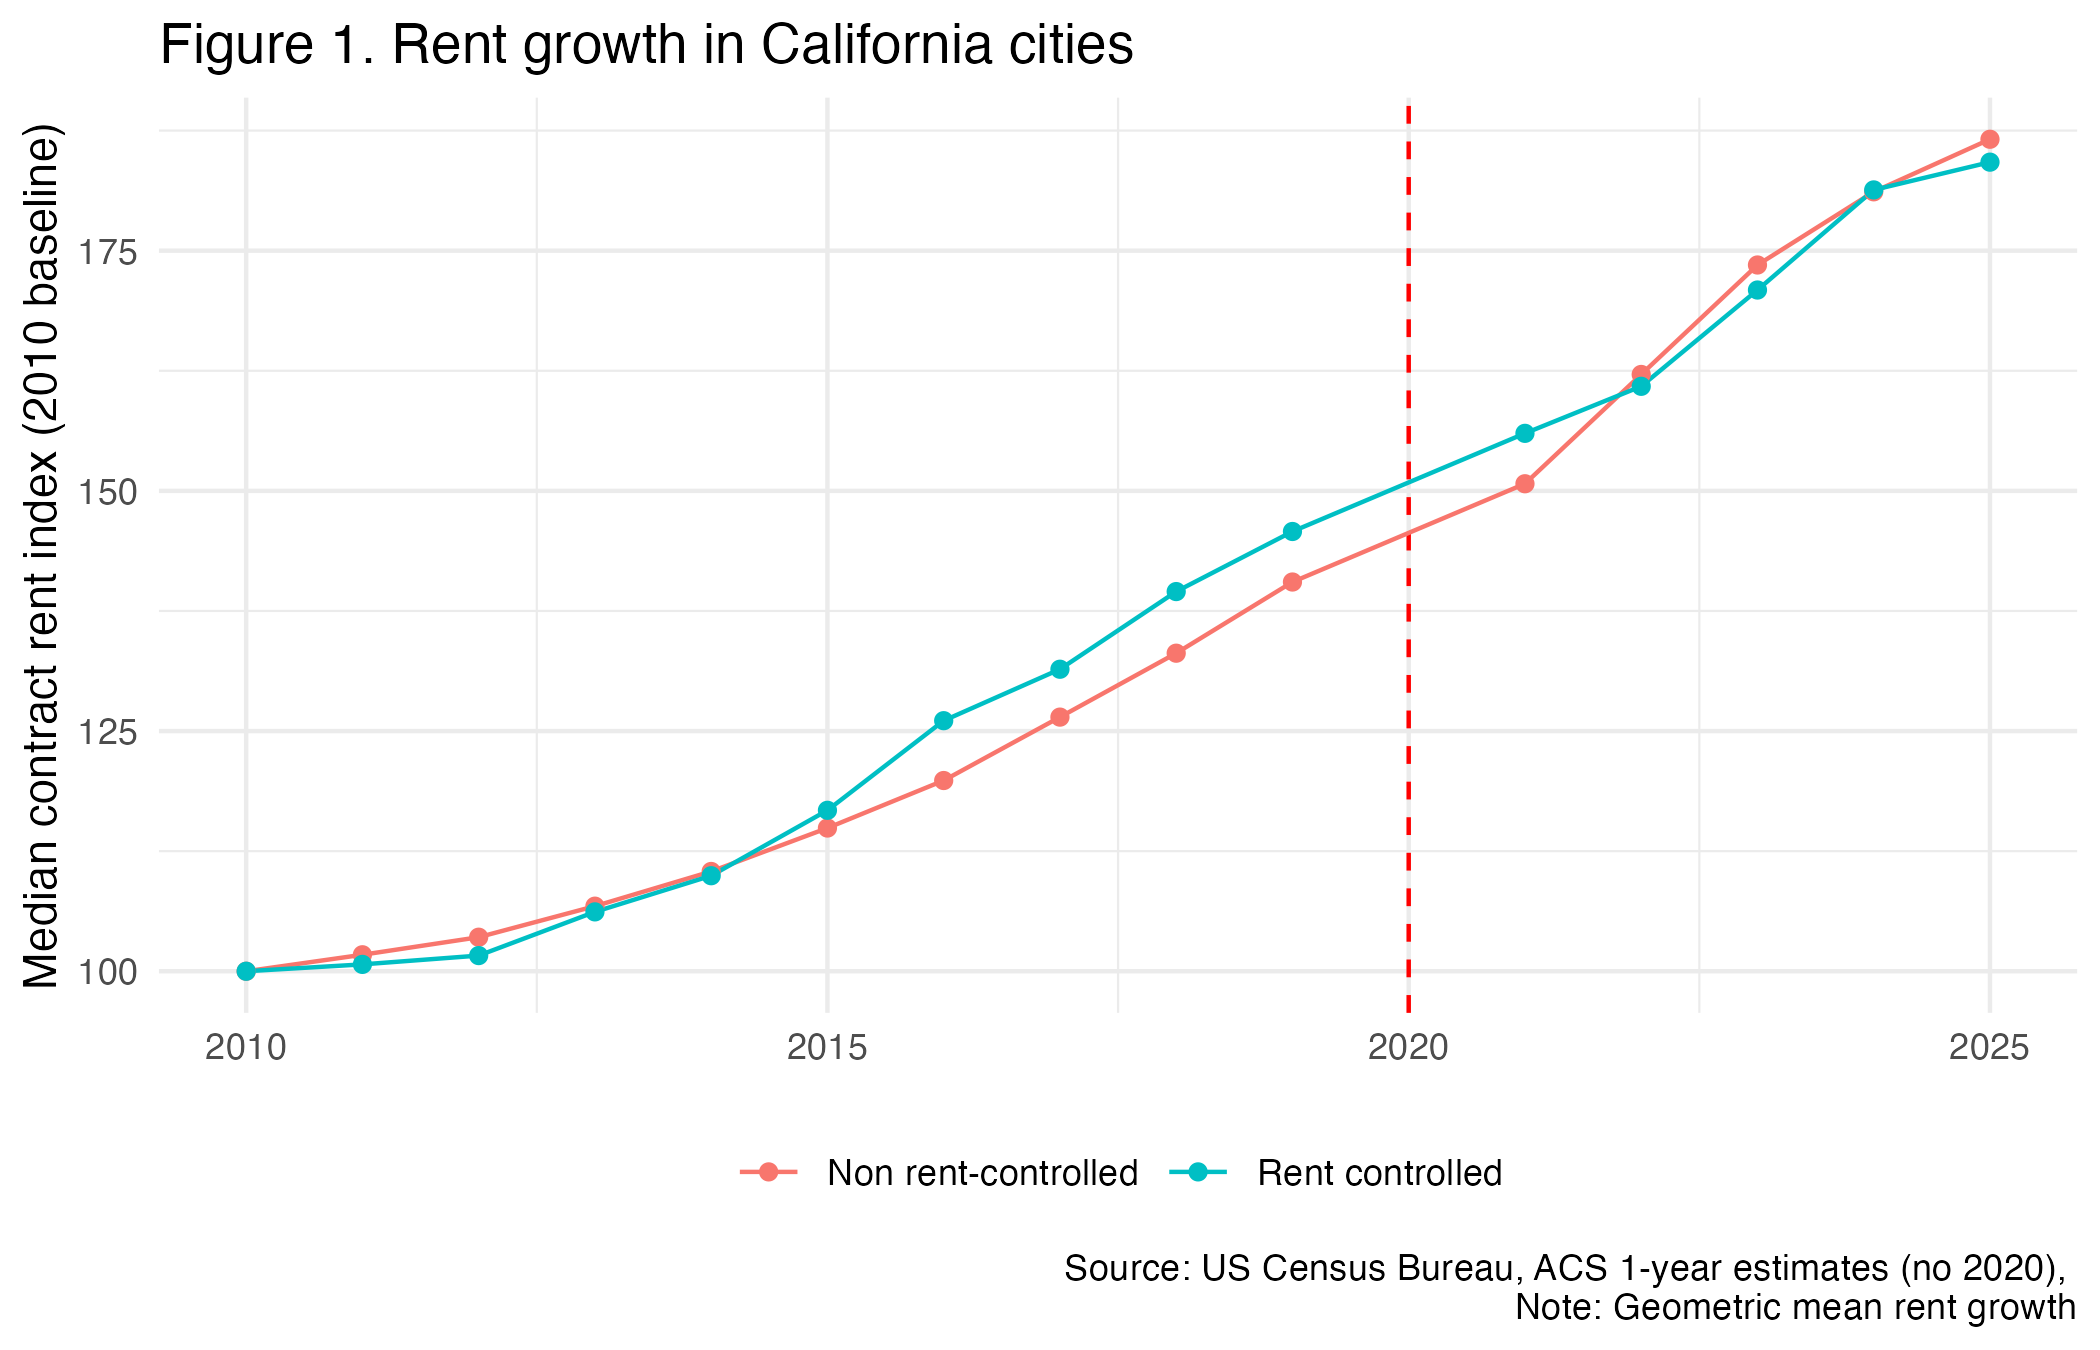 Figure 1. Rent growth in California cities
Median contract rent index (2010 baseline)
175
150
125
100
2010 2015 2020 2025
Non rent-controlled Rent controlled
Source: US Census Bureau, ACS 1-year estimates (no 2020),
Note: Geometric mean rent growth